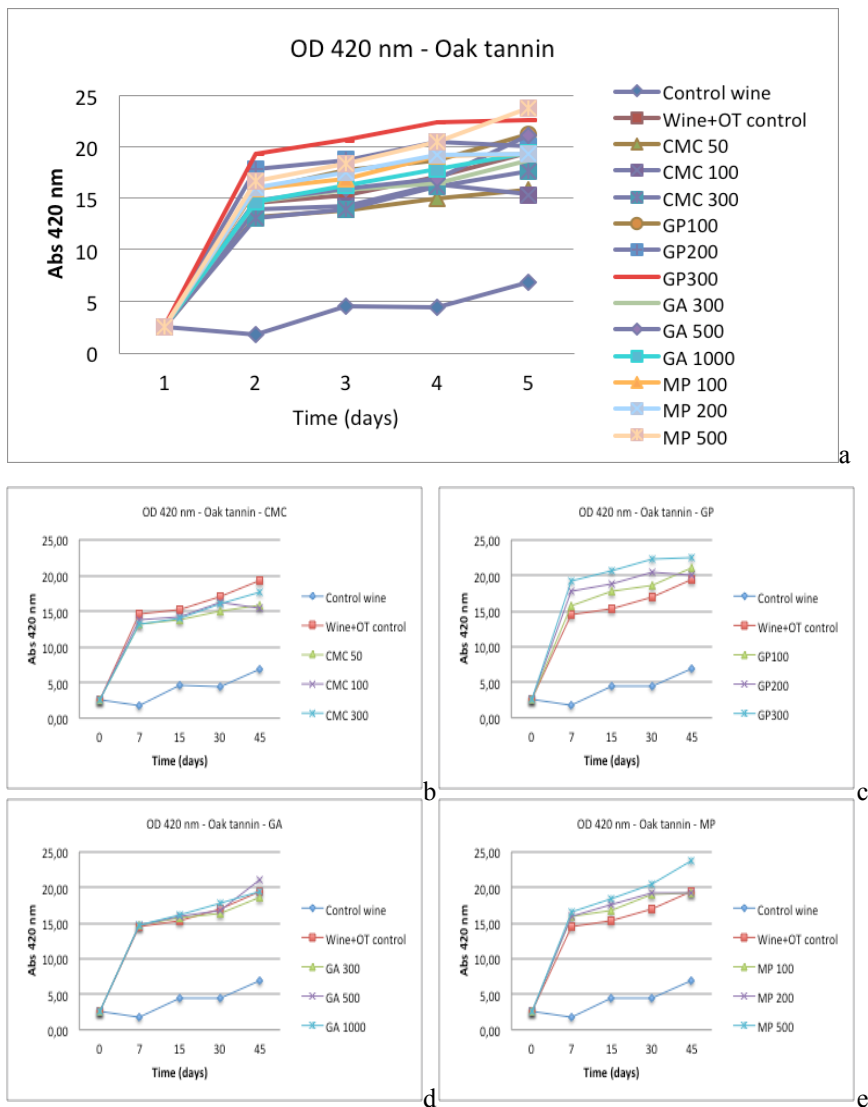 OD 420 nm - Oak tannin
25
20
15
10
5
0
Abs 420 nm
1 2 3 4 5
Time (days)
Control wine
Wine+OT control
CMC 50
CMC 100
CMC 300
GP100
GP200
GP300
GA 300
GA 500
GA 1000
MP 100
MP 200
MP 500
a
OD 420 nm - Oak tannin - CMC
25,00
20,00
15,00
10,00
5,00
0,00
Abs 420 nm
0 7 15 30 45
Time (days)
Control wine
Wine+OT control
CMC 50
CMC 100
CMC 300
b
OD 420 nm - Oak tannin - GP
25,00
20,00
15,00
10,00
5,00
0,00
Abs 420 nm
0 7 15 30 45
Time (days)
Control wine
Wine+OT control
GP100
GP200
GP300
c
OD 420 nm - Oak tannin - GA
25,00
20,00
15,00
10,00
5,00
0,00
Abs 420 nm
0 7 15 30 45
Time (days)
Control wine
Wine+OT control
GA 300
GA 500
GA 1000
d
OD 420 nm - Oak tannin - MP
25,00
20,00
15,00
10,00
5,00
0,00
Abs 420 nm
0 7 15 30 45
Time (days)
Control wine
Wine+OT control
MP 100
MP 200
MP 500
e